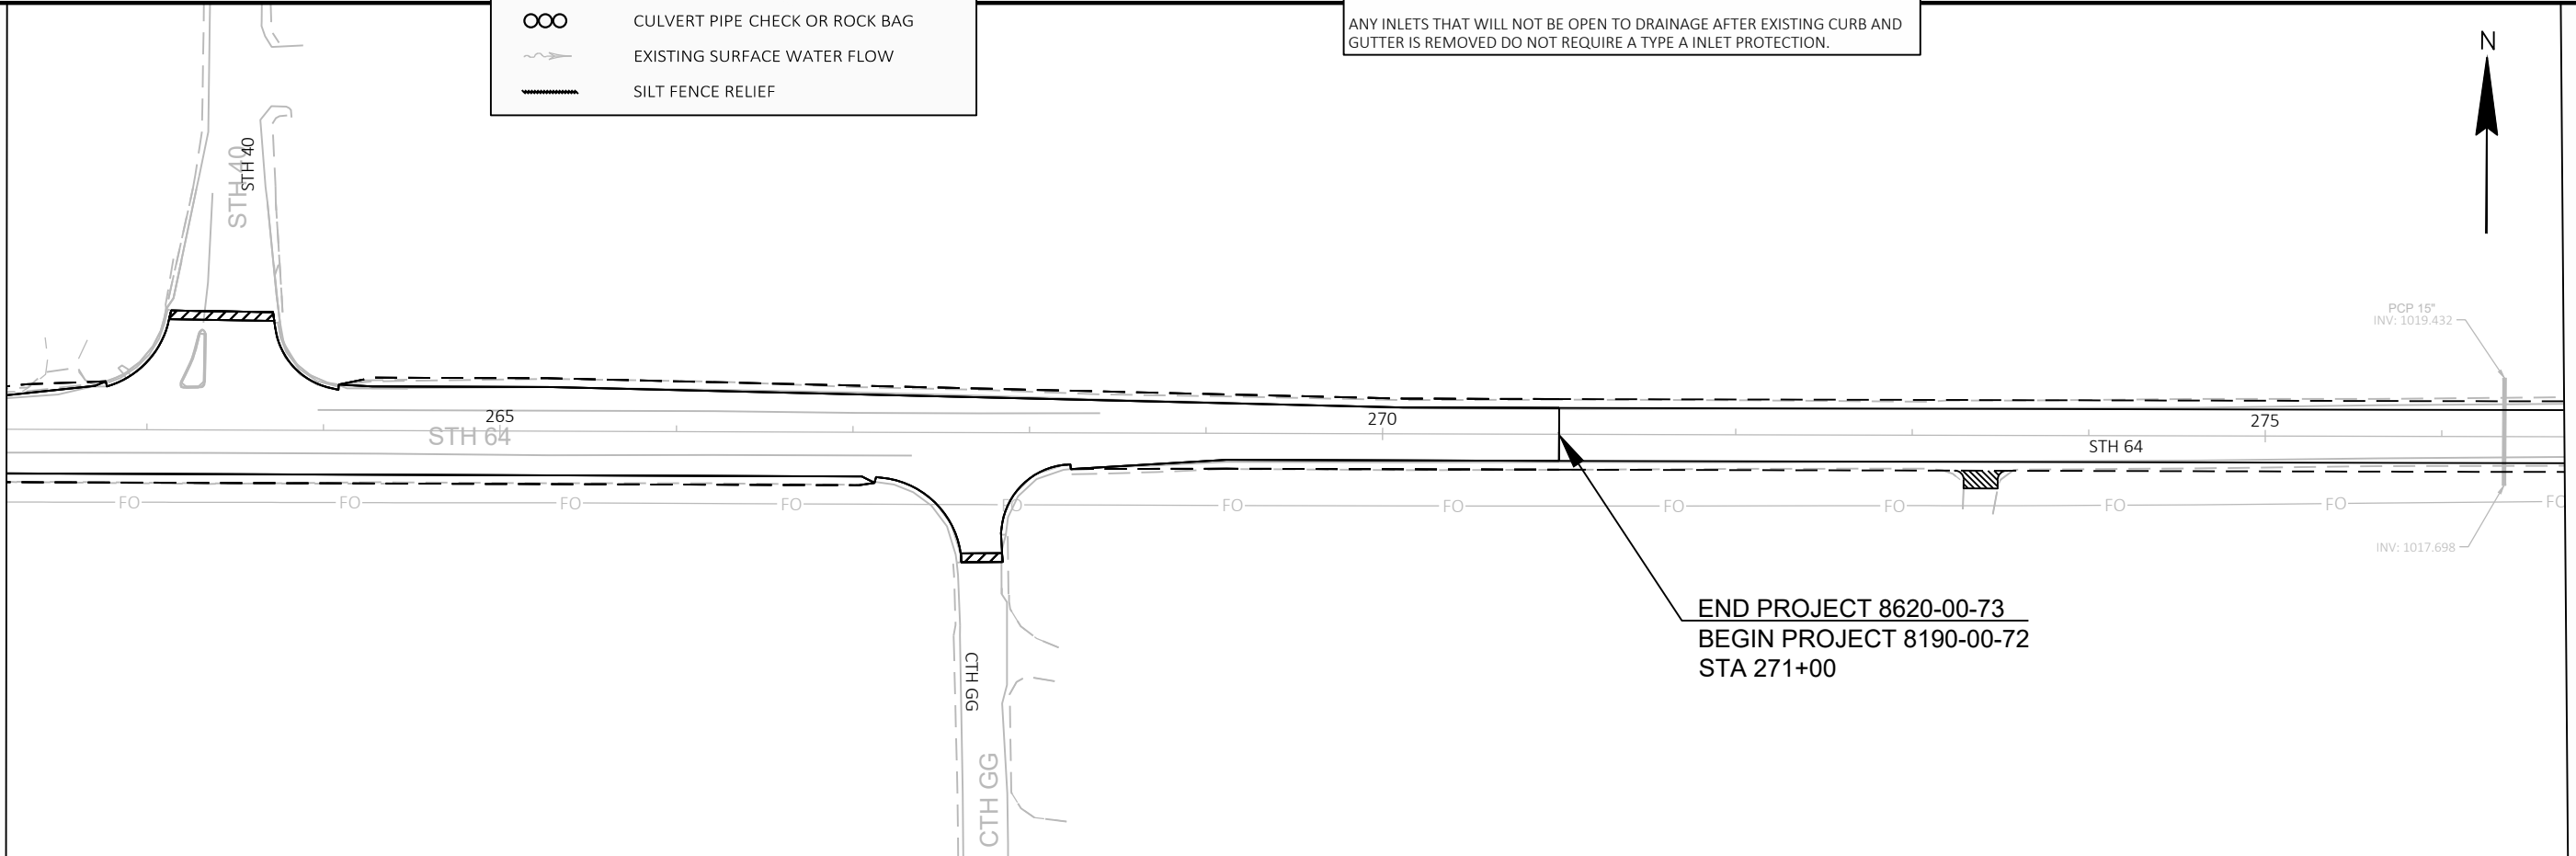 CULVERT PIPE CHECK OR ROCK BAG
EXISTING SURFACE WATER FLOW
SILT FENCE RELIEF
ANY INLETS THAT WILL NOT BE OPEN TO DRAINAGE AFTER EXISTING CURB AND
GUTTER IS REMOVED DO NOT REQUIRE A TYPE A INLET PROTECTION.
N
STH 40
STH 40
PCP 15"
INV: 1019.432
265
270
275
STH 64
STH 64
FO
FO
FO
FO
FO
FO
FO
FO
FO
FO
FO
FO
INV: 1017.698
END PROJECT 8620-00-73
BEGIN PROJECT 8190-00-72
STA 271+00
CTH GG
CTH GG